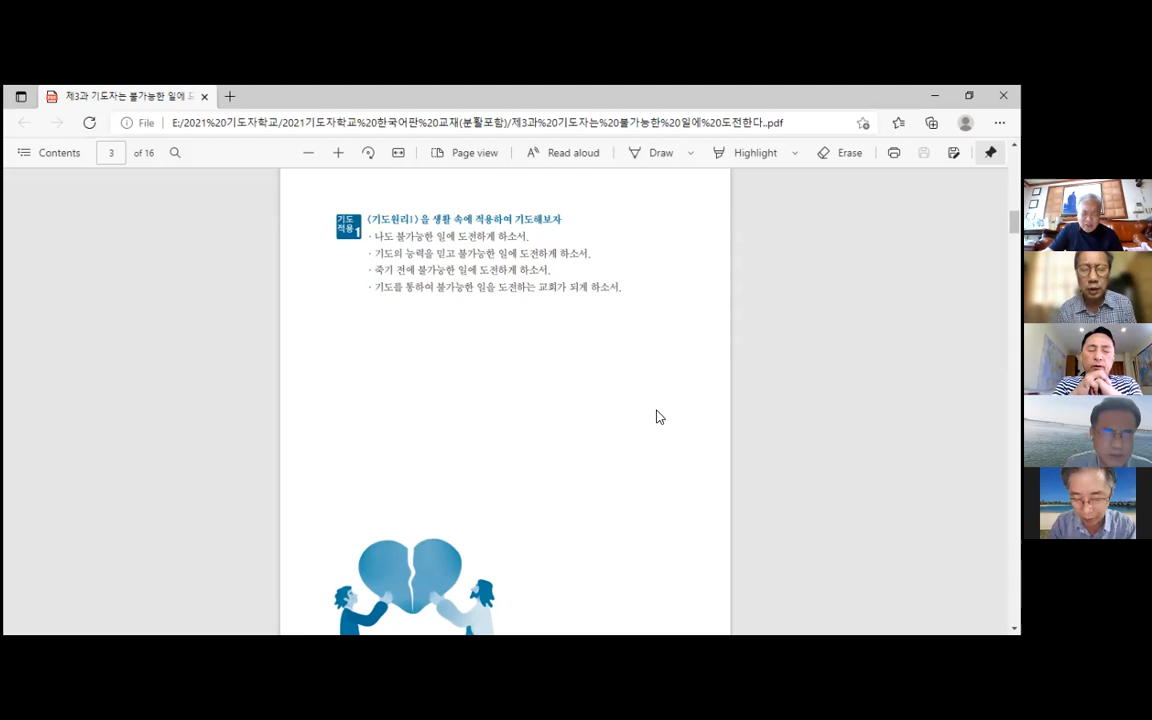 제3과 기도자는 불가능한 일에 도
File
E:/2021%20기도자학교/2021기도자학교%20한국어판%20교재(분활포함)/제3과%20기도자는%20불가능한%20일에%20도전한다..pdf
Contents
3 of 16
Page view
Read aloud
Draw
Highlight
Erase
기도
적용1
<기도원리1>을 생활 속에 적용하여 기도해보자
· 나도 불가능한 일에 도전하게 하소서.
· 기도의 능력을 믿고 불가능한 일에 도전하게 하소서.
· 죽기 전에 불가능한 일에 도전하게 하소서.
· 기도를 통하여 불가능한 일을 도전하는 교회가 되게 하소서.